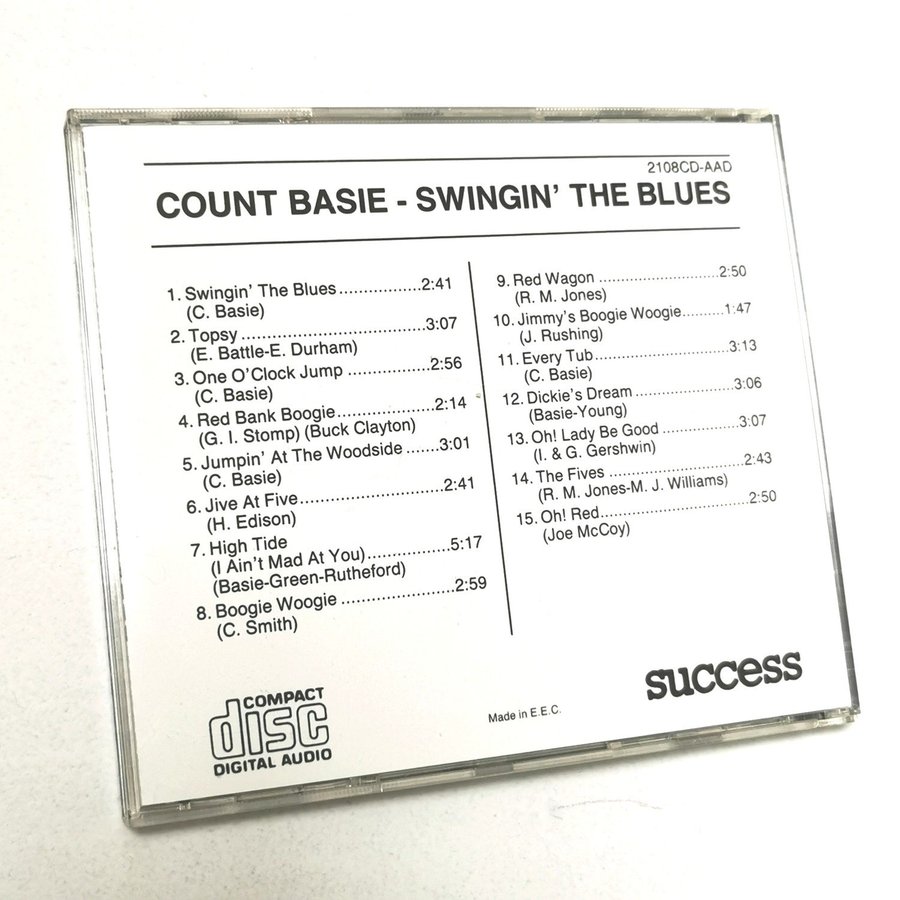 2108CD-AAD
COUNT BASIE - SWINGIN' THE BLUES
1. Swingin' The Blues.................2:41
(C. Basie)
2. Topsy......................................3:07
(E. Battle-E. Durham)
3. One O'Clock Jump .................2:56
(C. Basie)
4. Red Bank Boogie....................2:14
(G. I. Stomp) (Buck Clayton)
5. Jumpin' At The Woodside .......3:01
(C. Basie)
6. Jive At Five..............................2:41
(H. Edison)
7. High Tide
(I Ain't Mad At You).................5:17
(Basie-Green-Rutheford)
8. Boogie Woogie .......................2:59
(C. Smith)
9. Red Wagon .........................2:50
(R. M. Jones)
10. Jimmy's Boogie Woogie.........1:47
(J. Rushing)
11. Every Tub............................3:13
(C. Basie)
12. Dickie's Dream .....................3:06
(Basie-Young)
13. Oh! Lady Be Good ................3:07
(I. & G. Gershwin)
14. The Fives .............................2:43
(R. M. Jones-M. J. Williams)
15. Oh! Red................................2:50
(Joe McCoy)
COMPACT
disc
DIGITAL AUDIO
Made in E.E.C.
success